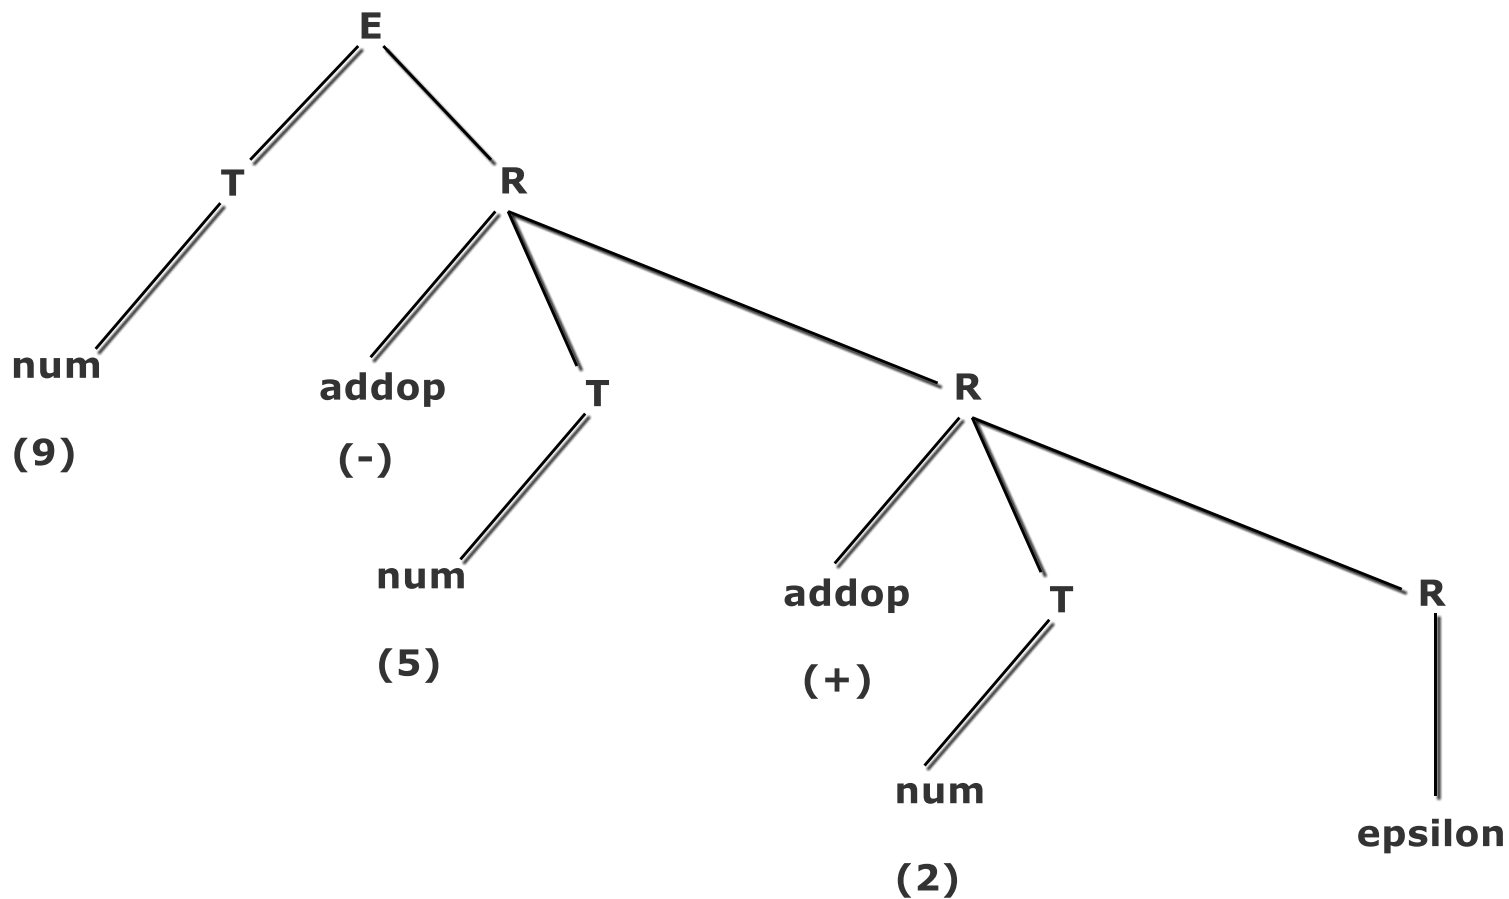 E
T
R
num
addop
T
R
(9)
(-)
num
addop
T
R
(5)
(+)
num
epsilon
(2)